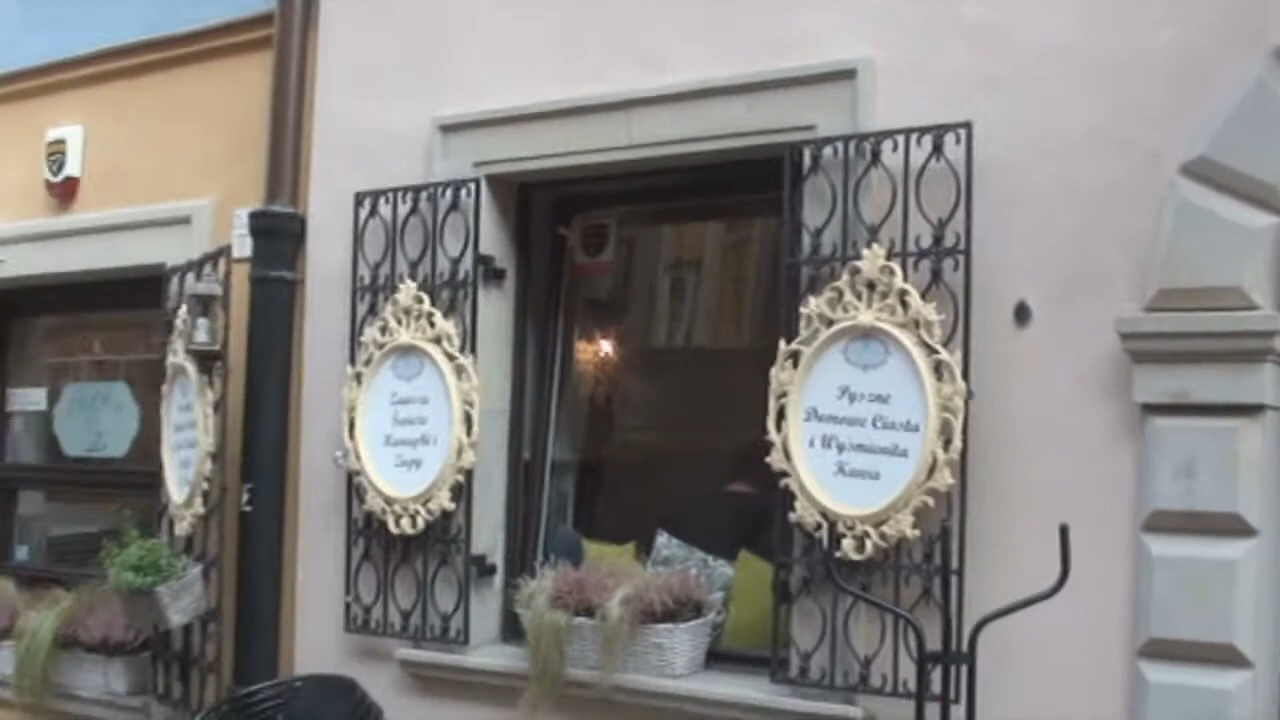 Zawsze
Świeże
Kanapki i
Zupy
Pyszne
Domowe Ciasta
i Wyśmienita
Kawa